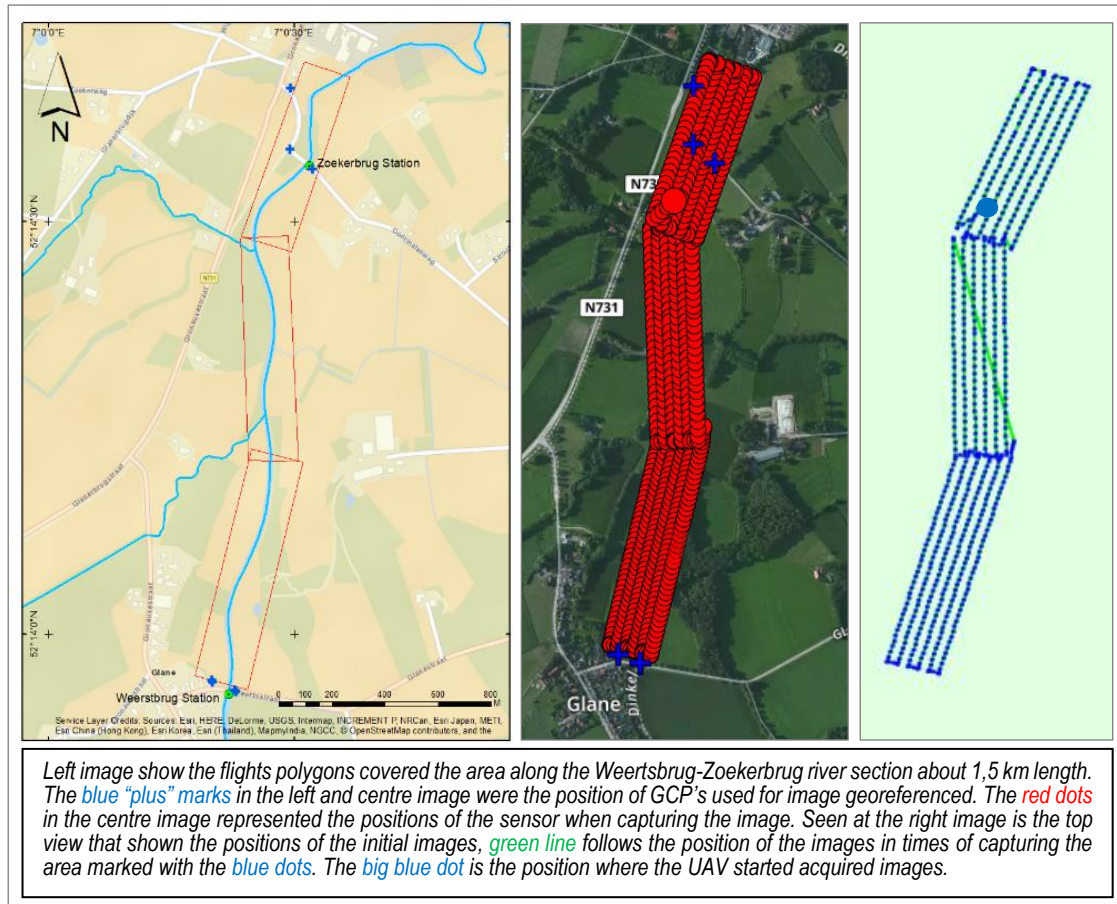 7°0'0"E
7°0'30"E
N
Zoekerweg
Glanerbrugdijk
Gronausestraat
Zoekerbrug Station
52°14'30"N
N731
Gronausestraat
Glanerbrugstraat
52°14'0"N
Gronausestraat
Glane
Weerstbrug Station
0 200 400 600 800
M
Service Layer Credits: Sources: Esri, HERE, DeLorme, USGS, Intermap, INCREMENT P, NRCan, Esri Japan, METI,
Esri China (Hong Kong), Esri Korea, Esri (Thailand), MapmyIndia, NGCC, © OpenStreetMap contributors, and the
N73
N731
Glane
Dinkel
Left image show the flights polygons covered the area along the Weertsbrug-Zoekerbrug river section about 1,5 km length.
The blue “plus” marks in the left and centre image were the position of GCP's used for image georeferenced. The red dots
in the centre image represented the positions of the sensor when capturing the image. Seen at the right image is the top
view that shown the positions of the initial images, green line follows the position of the images in times of capturing the
area marked with the blue dots. The big blue dot is the position where the UAV started acquired images.